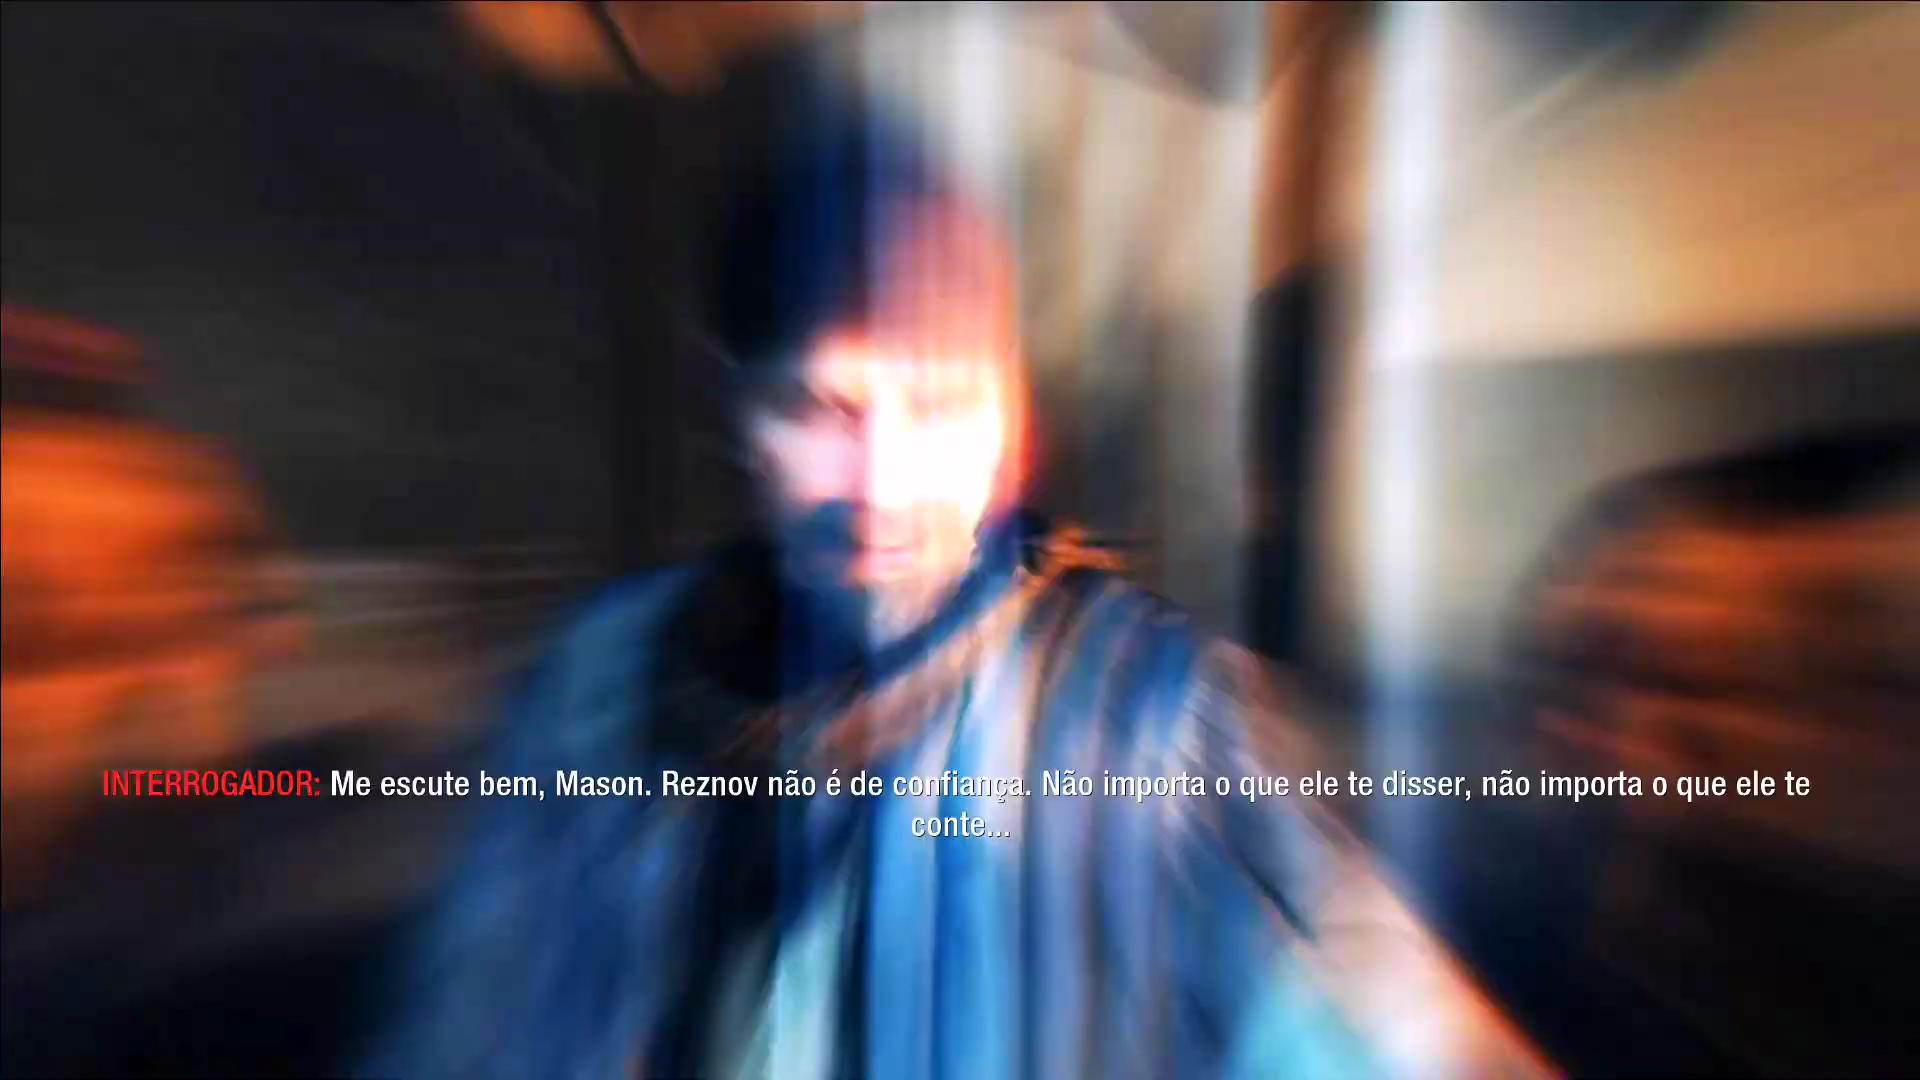 INTERROGADOR: Me escute bem, Mason. Reznov não é de confiança. Não importa o que ele te disser, não importa o que ele te
conte...